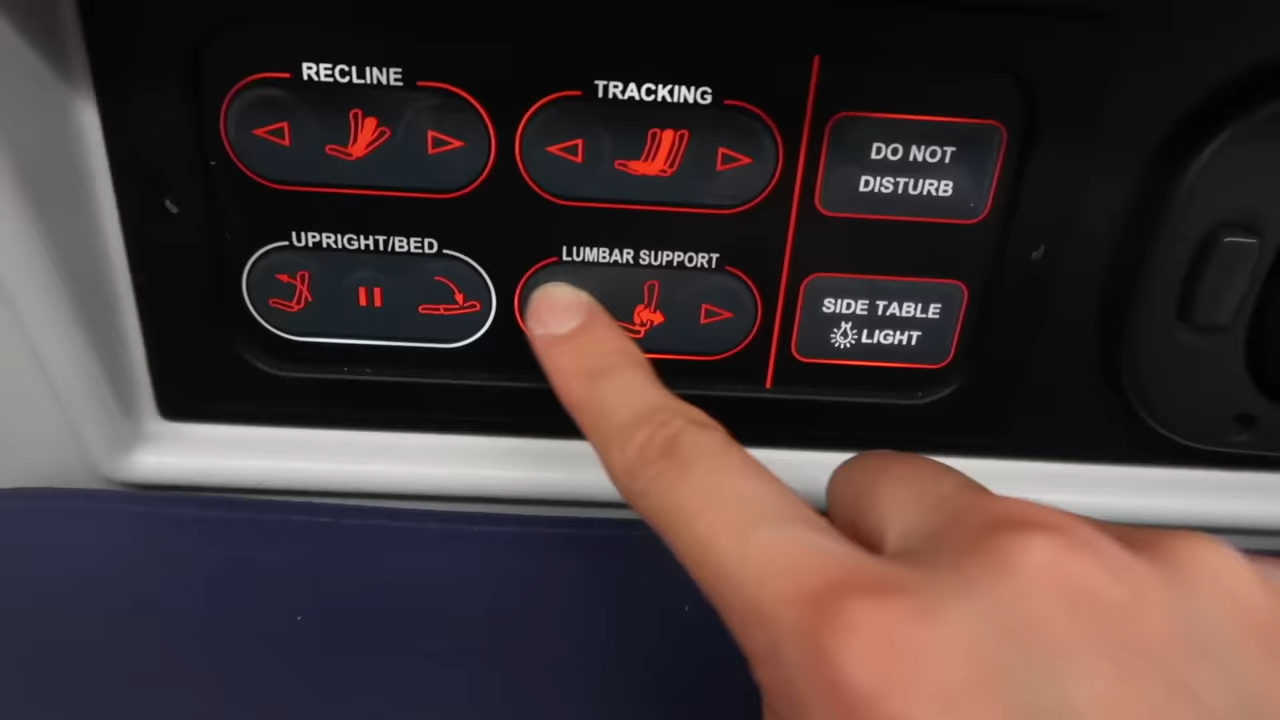 RECLINE
TRACKING
DO NOT
DISTURB
UPRIGHT/BED
LUMBAR SUPPORT
SIDE TABLE
LIGHT